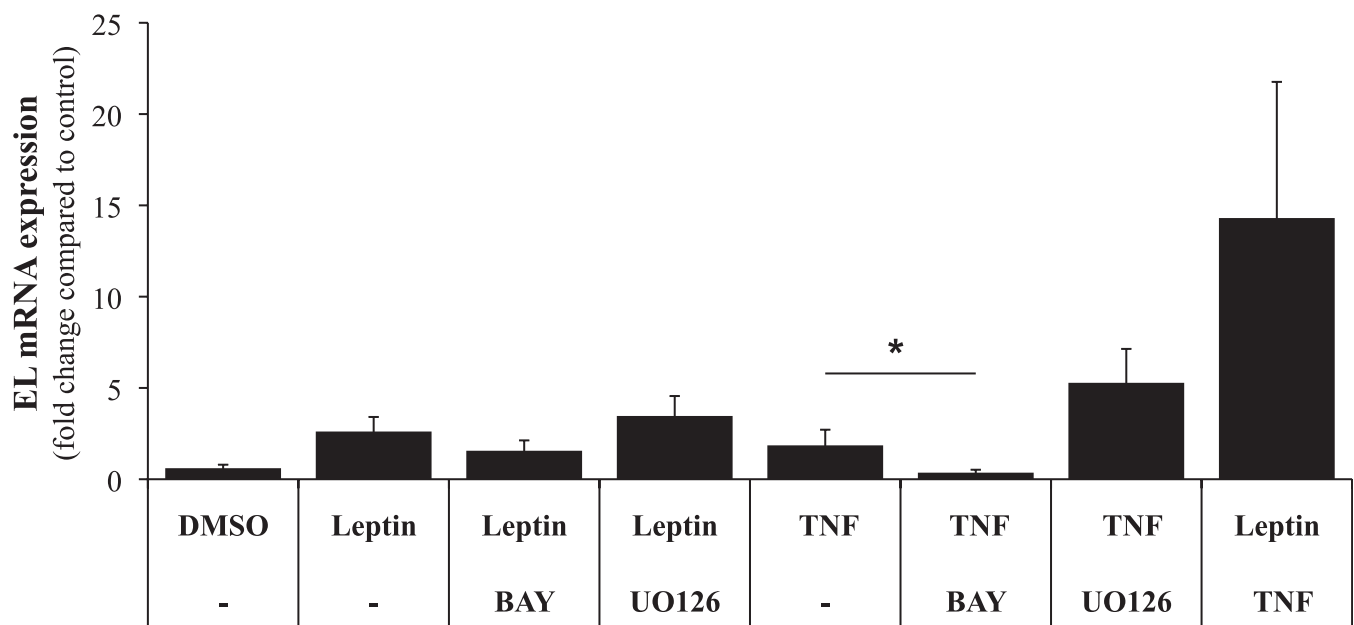 EL mRNA expression
(fold change compared to control)
25
20
15
10
5
0
*
DMSO Leptin Leptin Leptin TNF TNF TNF Leptin
- - BAY UO126 - BAY UO126 TNF